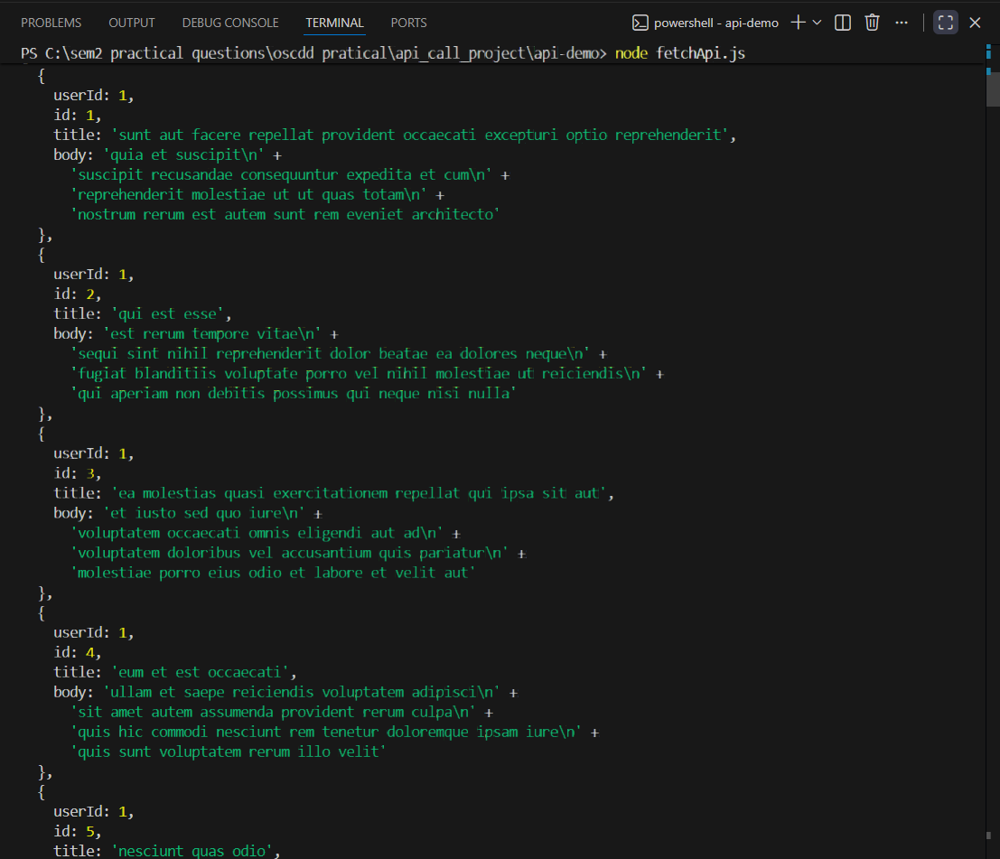 PROBLEMS OUTPUT DEBUG CONSOLE TERMINAL PORTS powershell - api-demo
PS C:\sem2 practical questions\oscdd pratical\api_call_project\api-demo> node fetchApi.js
{
userId: 1,
id: 1,
title: 'sunt aut facere repellat provident occaecati excepturi optio reprehenderit',
body: 'quia et suscipit\n' +
'suscipit recusandae consequuntur expedita et cum\n' +
'reprehenderit molestiae ut ut quas totam\n' +
'nostrum rerum est autem sunt rem eveniet architecto'
},
{
userId: 1,
id: 2,
title: 'qui est esse',
body: 'est rerum tempore vitae\n' +
'sequi sint nihil reprehenderit dolor beatae ea dolores neque\n' +
'fugiat blanditiis voluptate porro vel nihil molestiae ut reiciendis\n' +
'qui aperiam non debitis possimus qui neque nisi nulla'
},
{
userId: 1,
id: 3,
title: 'ea molestias quasi exercitationem repellat qui ipsa sit aut',
body: 'et iusto sed quo iure\n' +
'voluptatem occaecati omnis eligendi aut ad\n' +
'voluptatem doloribus vel accusantium quis pariatur\n' +
'molestiae porro eius odio et labore et velit aut'
},
{
userId: 1,
id: 4,
title: 'eum et est occaecati',
body: 'ullam et saepe reiciendis voluptatem adipisci\n' +
'sit amet autem assumenda provident rerum culpa\n' +
'quis hic commodi nesciunt rem tenetur doloremque ipsam iure\n' +
'quis sunt voluptatem rerum illo velit'
},
{
userId: 1,
id: 5,
title: 'nesciunt quas odio',